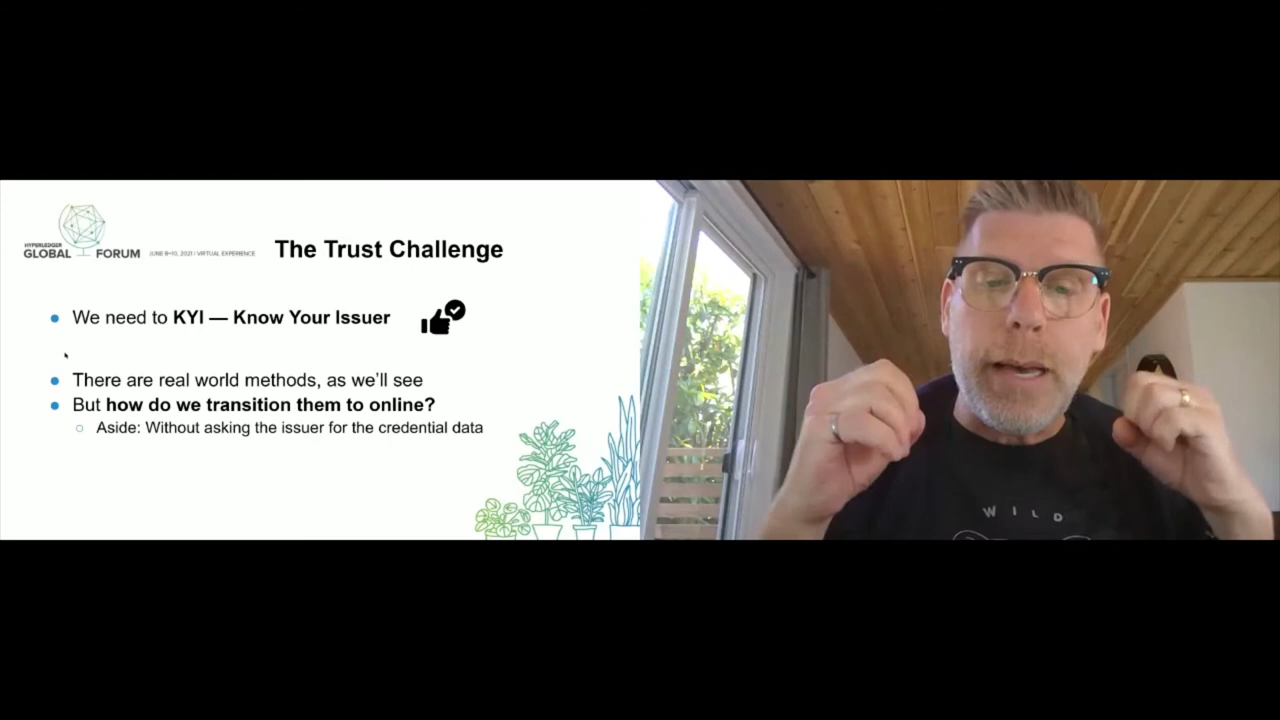 HYPERLEDGER
GLOBAL FORUM JUNE 8-10, 2021 | VIRTUAL EXPERIENCE
The Trust Challenge
We need to KYI — Know Your Issuer
There are real world methods, as we'll see
But how do we transition them to online?
Aside: Without asking the issuer for the credential data
WILD